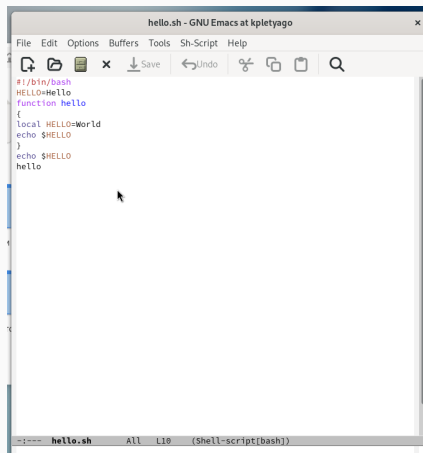 hello.sh - GNU Emacs at kpletyago ×
File Edit Options Buffers Tools Sh-Script Help
Save Undo
#!/bin/bash
HELLO=Hello
function hello
{
local HELLO=World
echo $HELLO
}
echo $HELLO
hello
-:--- hello.sh All L10 (Shell-script[bash])